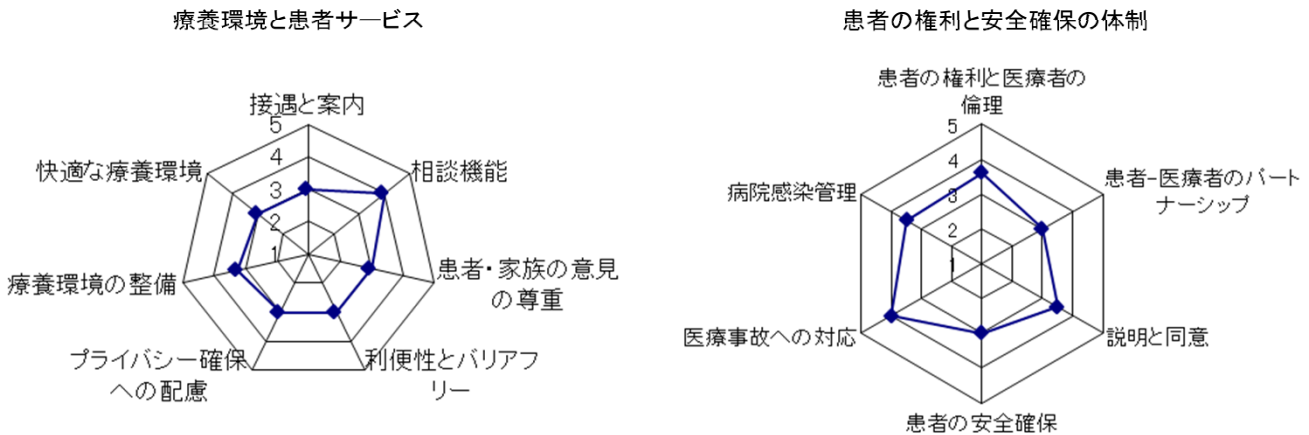 療養環境と患者サービス
接遇と案内
5
4
3
2
1
相談機能
患者・家族の意見
の尊重
利便性とバリアフ
リー
プライバシー確保
への配慮
療養環境の整備
快適な療養環境
患者の権利と安全確保の体制
患者の権利と医療者の
倫理
5
4
3
2
1
患者-医療者のパート
ナーシップ
説明と同意
患者の安全確保
医療事故への対応
病院感染管理